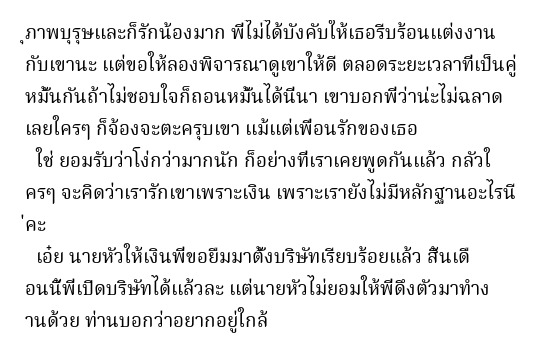 ุภาพบุรุษและก็รักน้องมาก พี่ไม่ได้บังคับให้เธอรีบร้อนแต่งงาน
กับเขานะ แต่ขอให้ลองพิจารณาดูเขาให้ดี ตลอดระยะเวลาที่เป็นคู่
หมั้นกันถ้าไม่ชอบใจก็ถอนหมั้นได้นี่นา เขาบอกพี่ว่าน่ะไม่ฉลาด
เลยใครๆ ก็จ้องจะตะครุบเขา แม้แต่เพื่อนรักของเธอ
ใช่ ยอมรับว่าโง่กว่ามากนัก ก็อย่างที่เราเคยพูดกันแล้ว กลัวใ
ครๆ จะคิดว่าเรารักเขาเพราะเงิน เพราะเรายังไม่มีหลักฐานอะไรนี
่คะ
เอ๋ย นายหัวให้เงินพี่ขอยืมมาตั้งบริษัทเรียบร้อยแล้ว สิ้นเดื
อนนี้พี่เปิดบริษัทได้แล้วละ แต่นายหัวไม่ยอมให้พี่ดึงตัวมาทำง
านด้วย ท่านบอกว่าอยากอยู่ใกล้